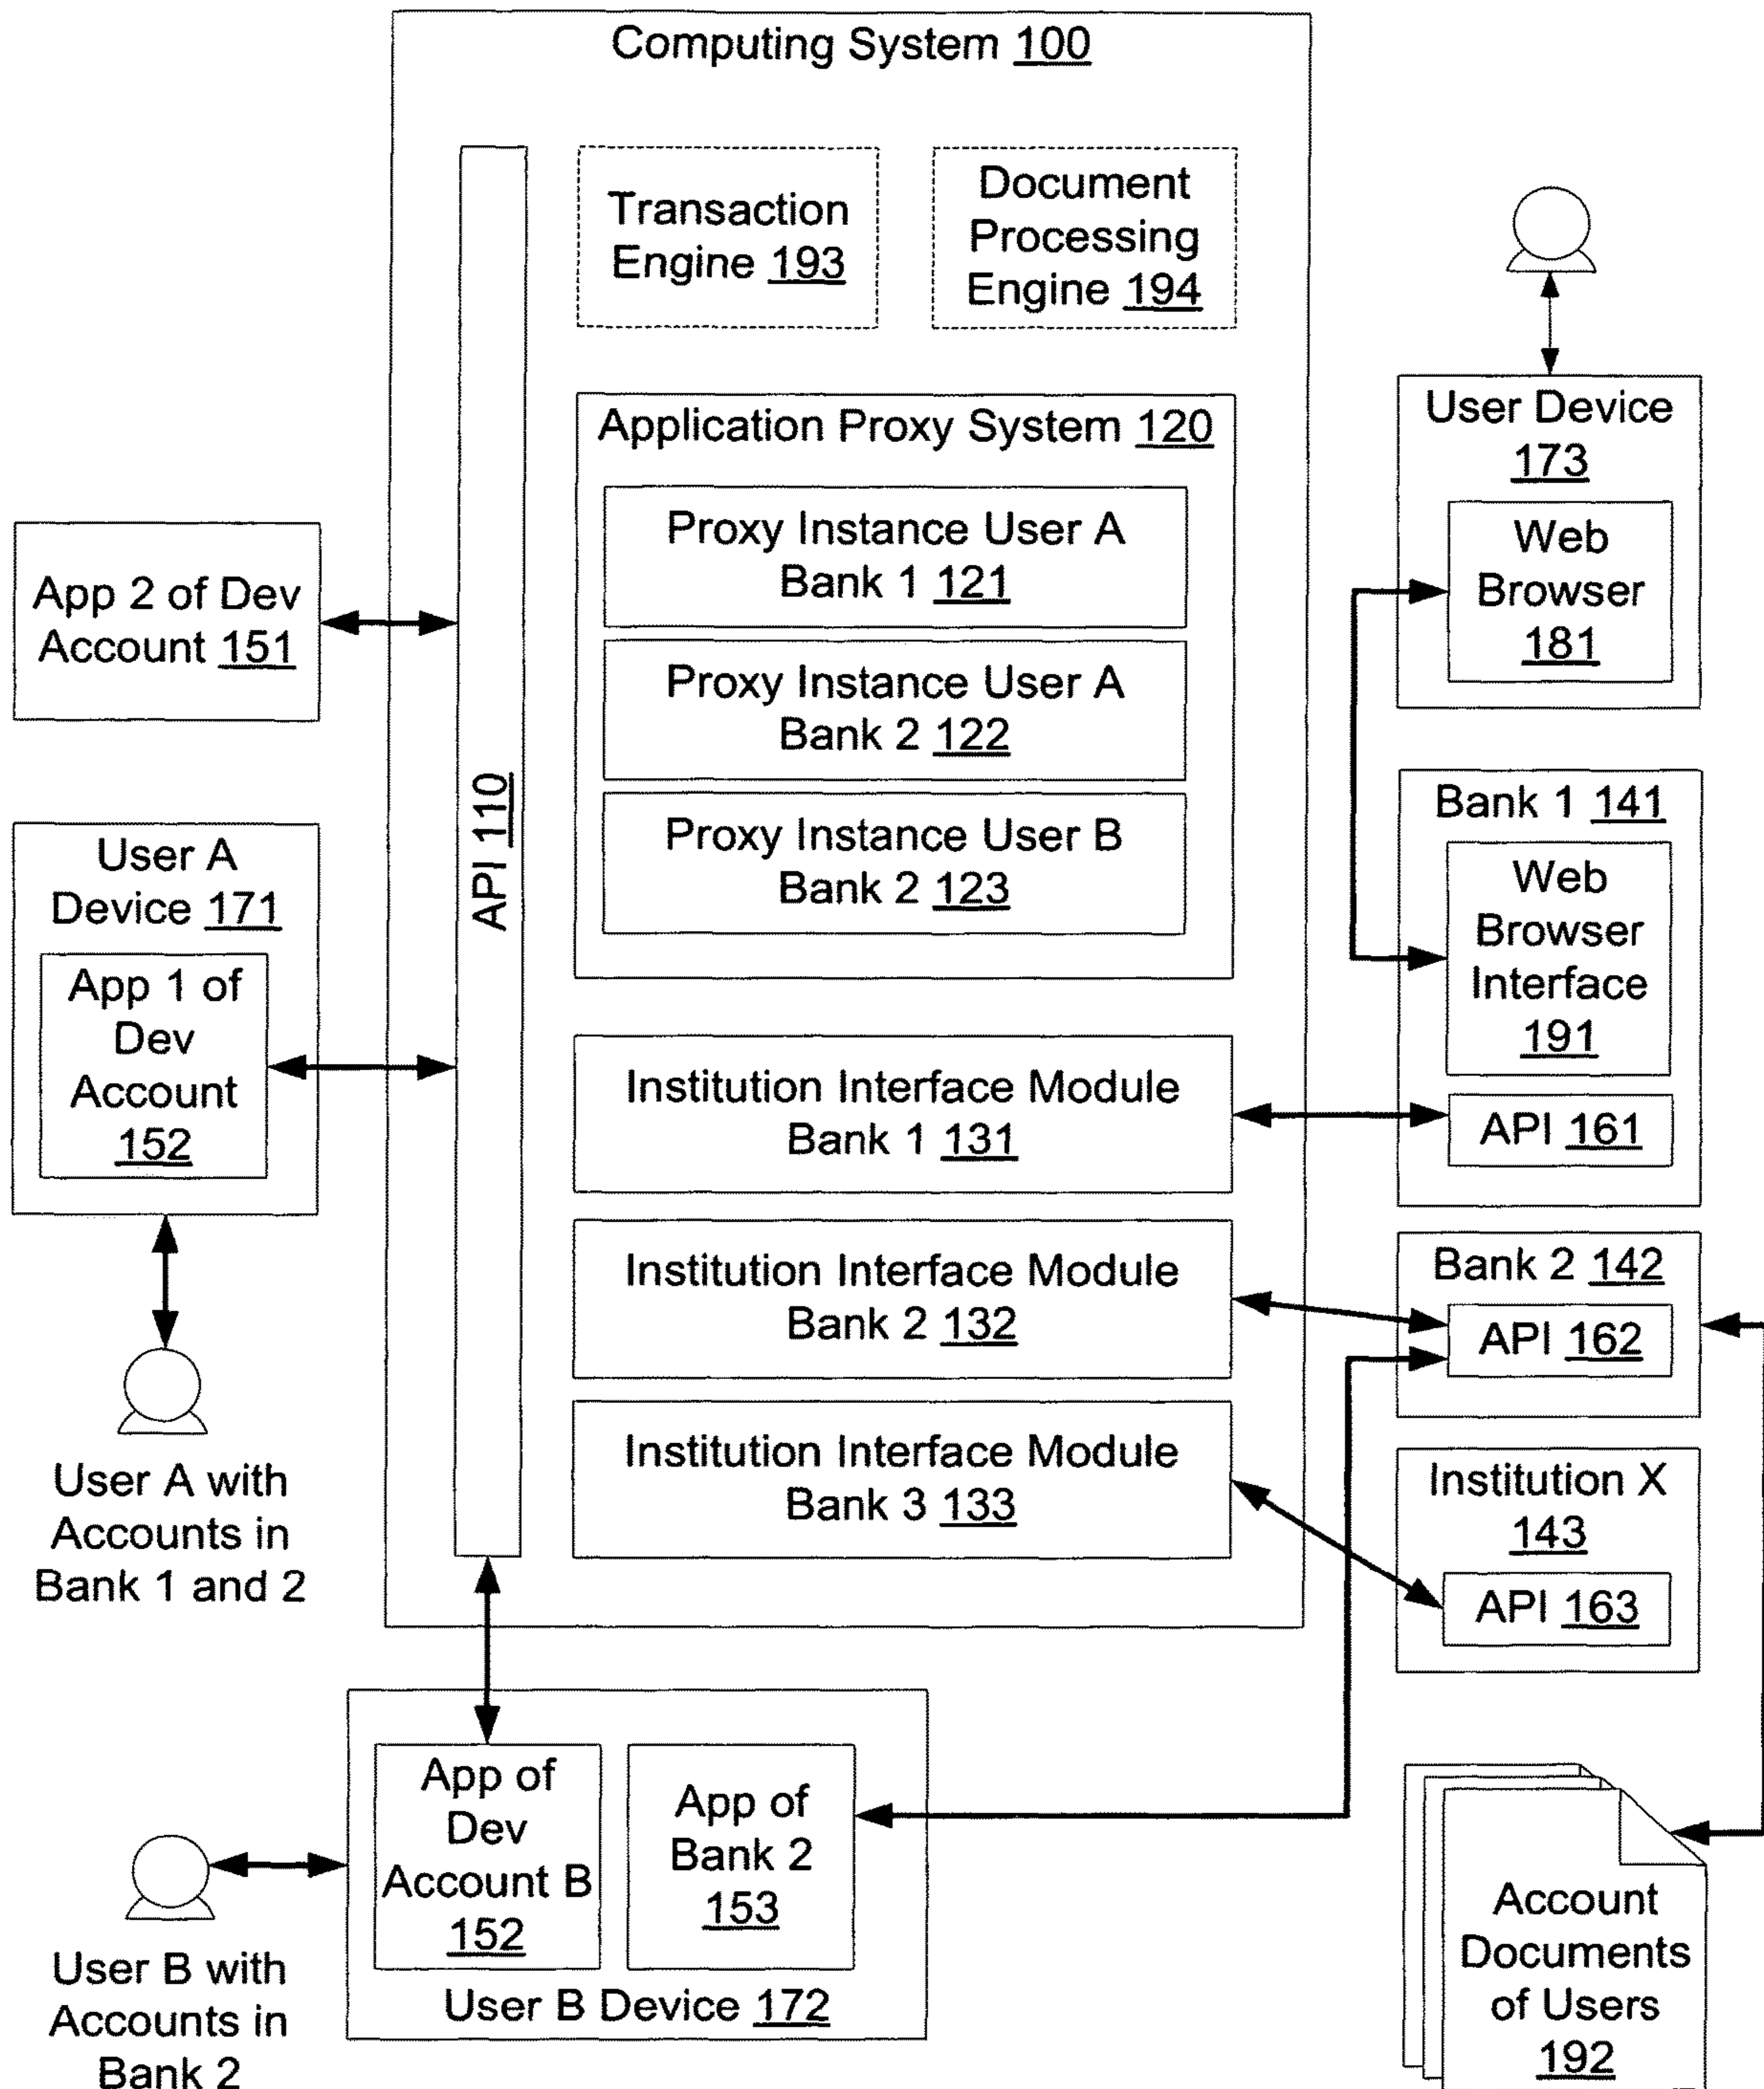 Computing System 100
Transaction
Engine 193
Document
Processing
Engine 194
API 110
Application Proxy System 120
Proxy Instance User A
Bank 1 121
Proxy Instance User A
Bank 2 122
Proxy Instance User B
Bank 2 123
Institution Interface Module
Bank 1 131
Institution Interface Module
Bank 2 132
Institution Interface Module
Bank 3 133
App 2 of Dev
Account 151
User A
Device 171
App 1 of
Dev
Account
152
User A with
Accounts in
Bank 1 and 2
User Device
173
Web
Browser
181
Bank 1 141
Web
Browser
Interface
191
API 161
Bank 2 142
API 162
Institution X
143
API 163
App of
Dev
Account B
152
App of
Bank 2
153
User B Device 172
User B with
Accounts in
Bank 2
Account
Documents
of Users
192